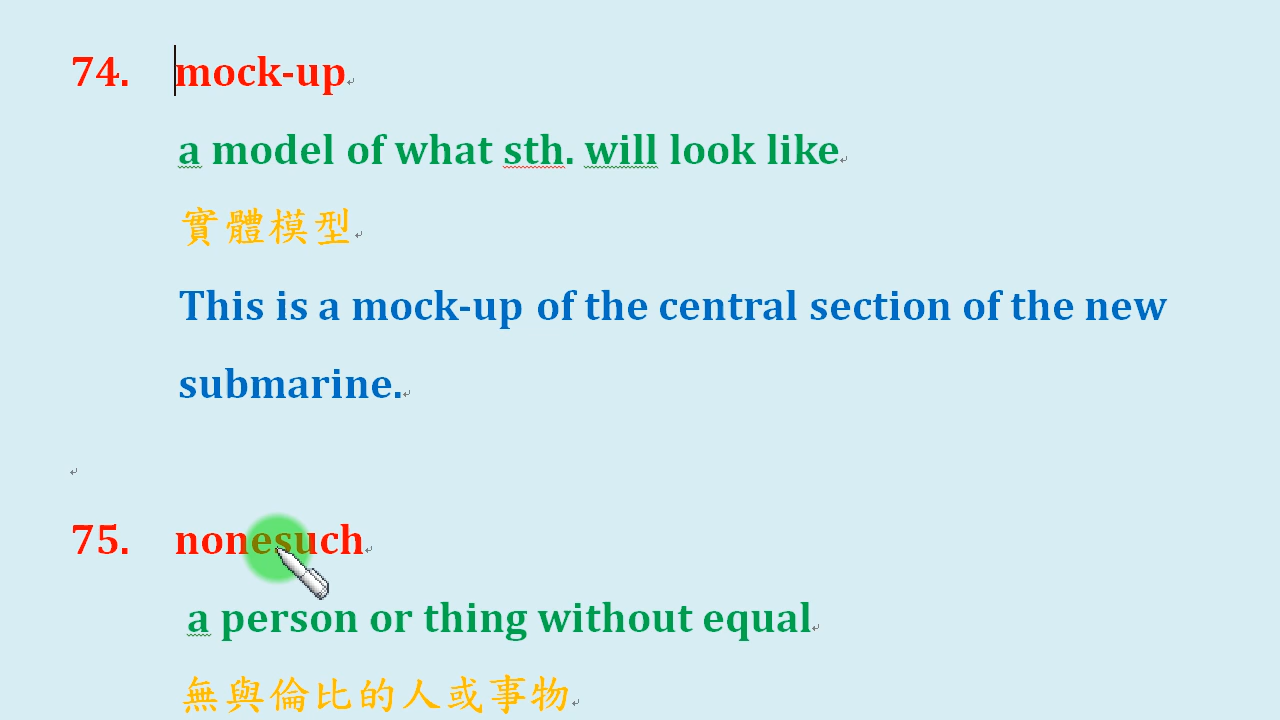 74. mock-up
a model of what sth. will look like
實體模型
This is a mock-up of the central section of the new
submarine.
75. nonesuch
a person or thing without equal
無與倫比的人或事物